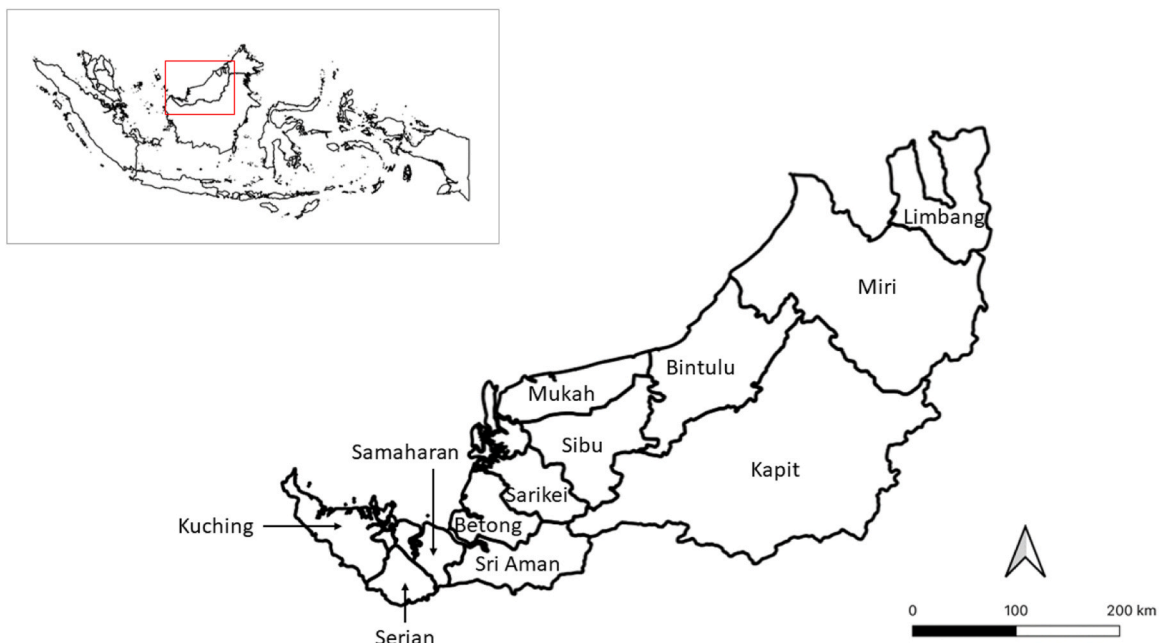 Limbang
Miri
Bintulu
Mukah
Sibu
Kapit
Samaharan
Sarikei
Kuching
Betong
Sri Aman
Serian
0 100 200 km